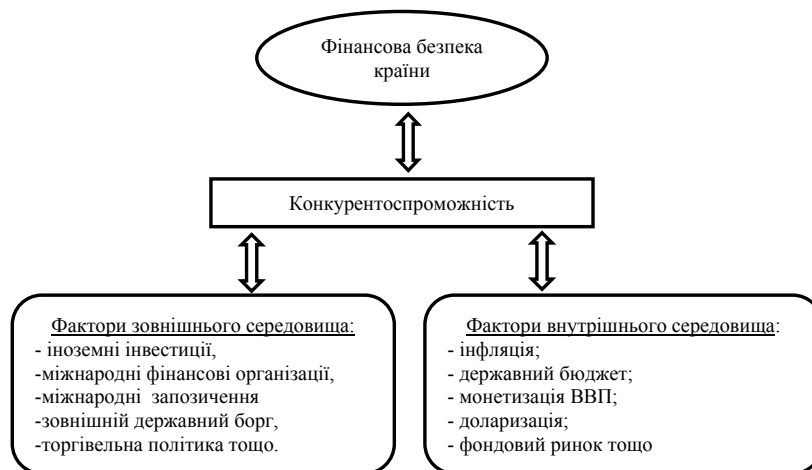 Фінансова безпека
країни
Конкурентоспроможність
Фактори зовнішнього середовища:
- іноземні інвестиції,
-міжнародні фінансові організації,
-міжнародні запозичення
-зовнішній державний борг,
-торгівельна політика тощо.
Фактори внутрішнього середовища:
- інфляція;
- державний бюджет;
- монетизація ВВП;
- доларизація;
- фондовий ринок тощо